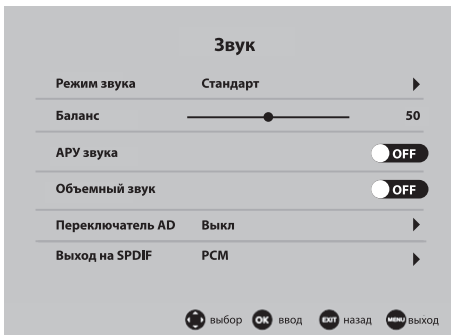 Звук
Режим звука Стандарт
Баланс 50
АРУ звука OFF
Объемный звук OFF
Переключатель AD Выкл
Выход на SPDIF PCM
выбор OK ввод EXIT назад MENU выход